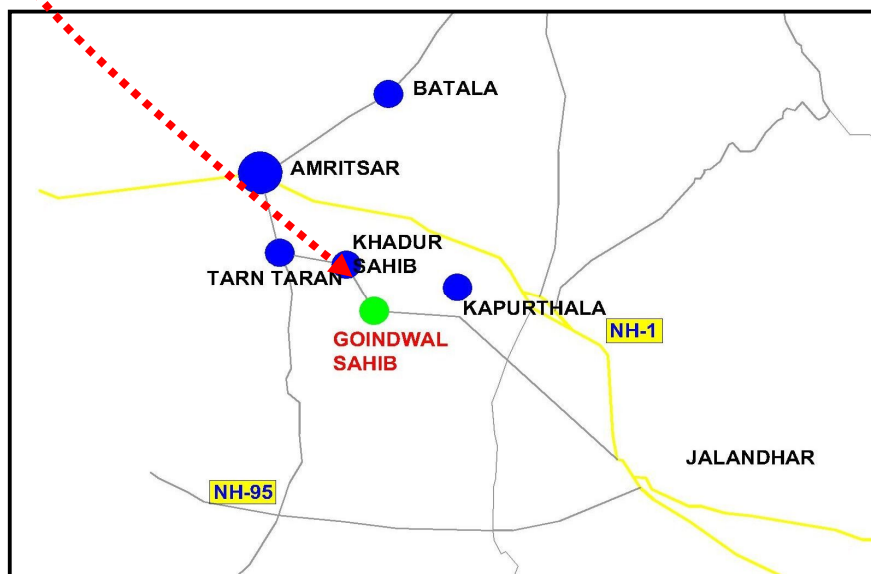 BATALA
AMRITSAR
KHADUR
SAHIB
TARN TARAN
KAPURTHALA
NH-1
GOINDWAL
SAHIB
JALANDHAR
NH-95